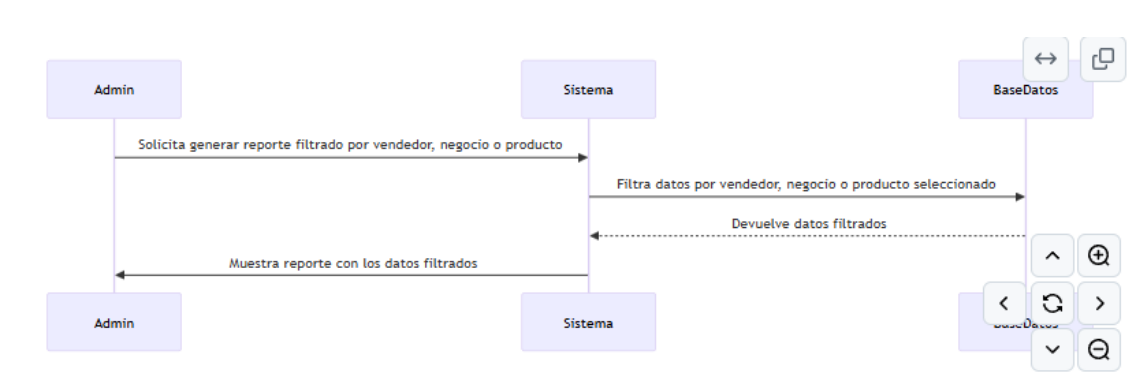 Admin
Sistema
BaseDatos
Solicita generar reporte filtrado por vendedor, negocio o producto
Filtra datos por vendedor, negocio o producto seleccionado
Devuelve datos filtrados
Muestra reporte con los datos filtrados
Admin
Sistema
BaseDatos